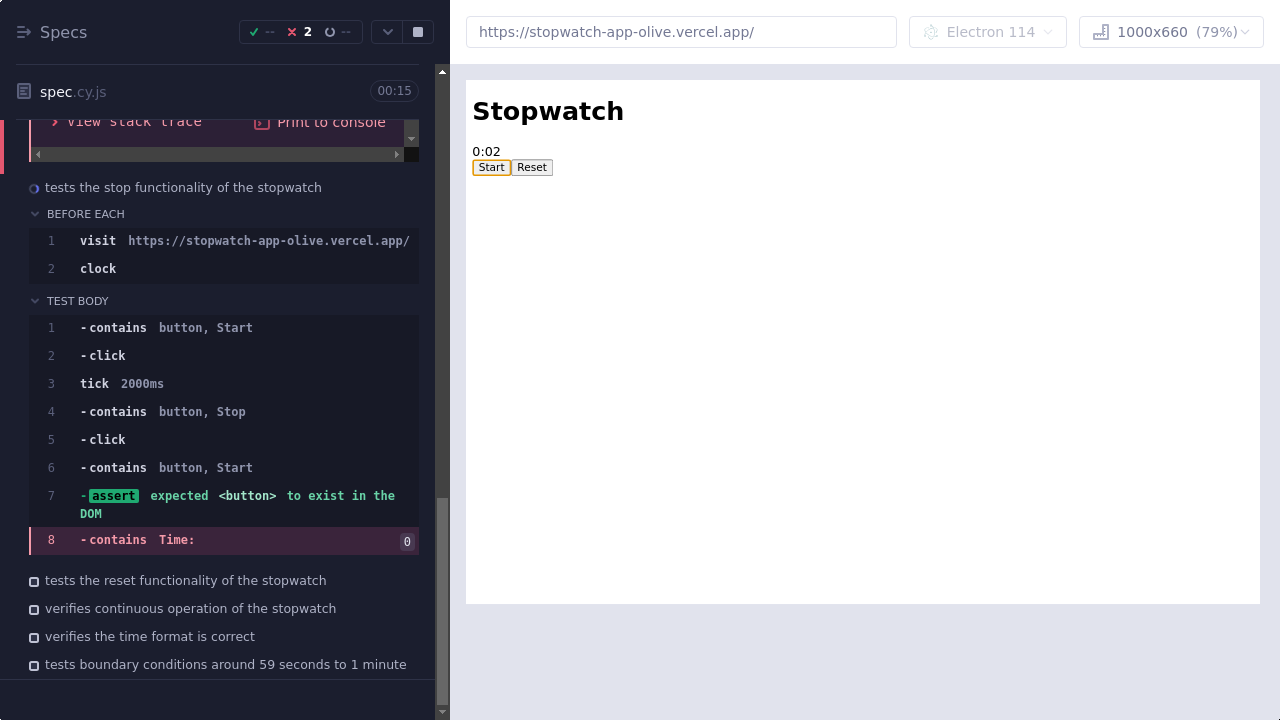 Specs
-- 2 --
spec.cy.js
00:15
View stack trace
Print to console
tests the stop functionality of the stopwatch
BEFORE EACH
1 visit https://stopwatch-app-olive.vercel.app/
2 clock
TEST BODY
1 -contains button, Start
2 -click
3 tick 2000ms
4 -contains button, Stop
5 -click
6 -contains button, Start
7 -assert expected <button> to exist in the
DOM
8 -contains Time: 0
tests the reset functionality of the stopwatch
verifies continuous operation of the stopwatch
verifies the time format is correct
tests boundary conditions around 59 seconds to 1 minute
https://stopwatch-app-olive.vercel.app/
Electron 114
1000x660 (79%)
Stopwatch
0:02
Start Reset